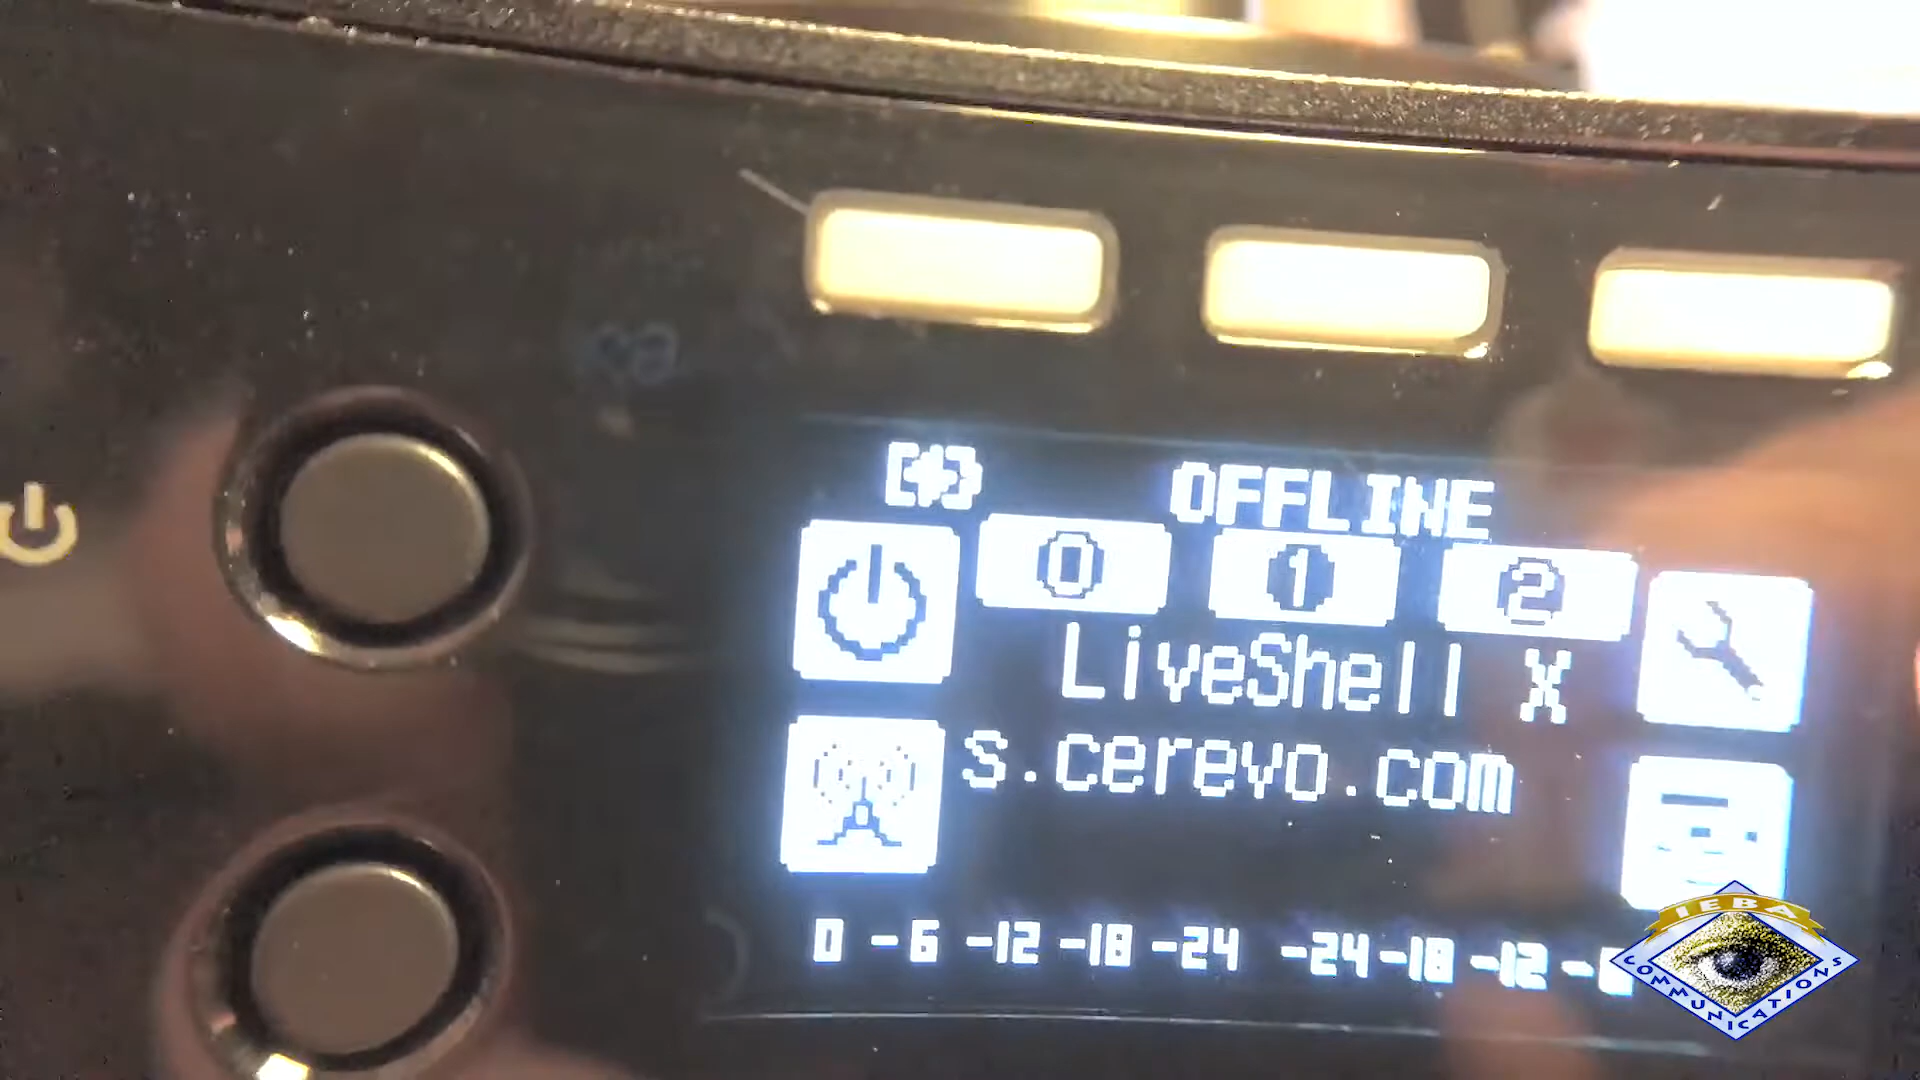 OFFLINE
0 1 2
LiveShell X
s.cerevo.com
0 -6 -12 -18 -24 -24 -18 -12
IEBA
COMMUNICATIONS